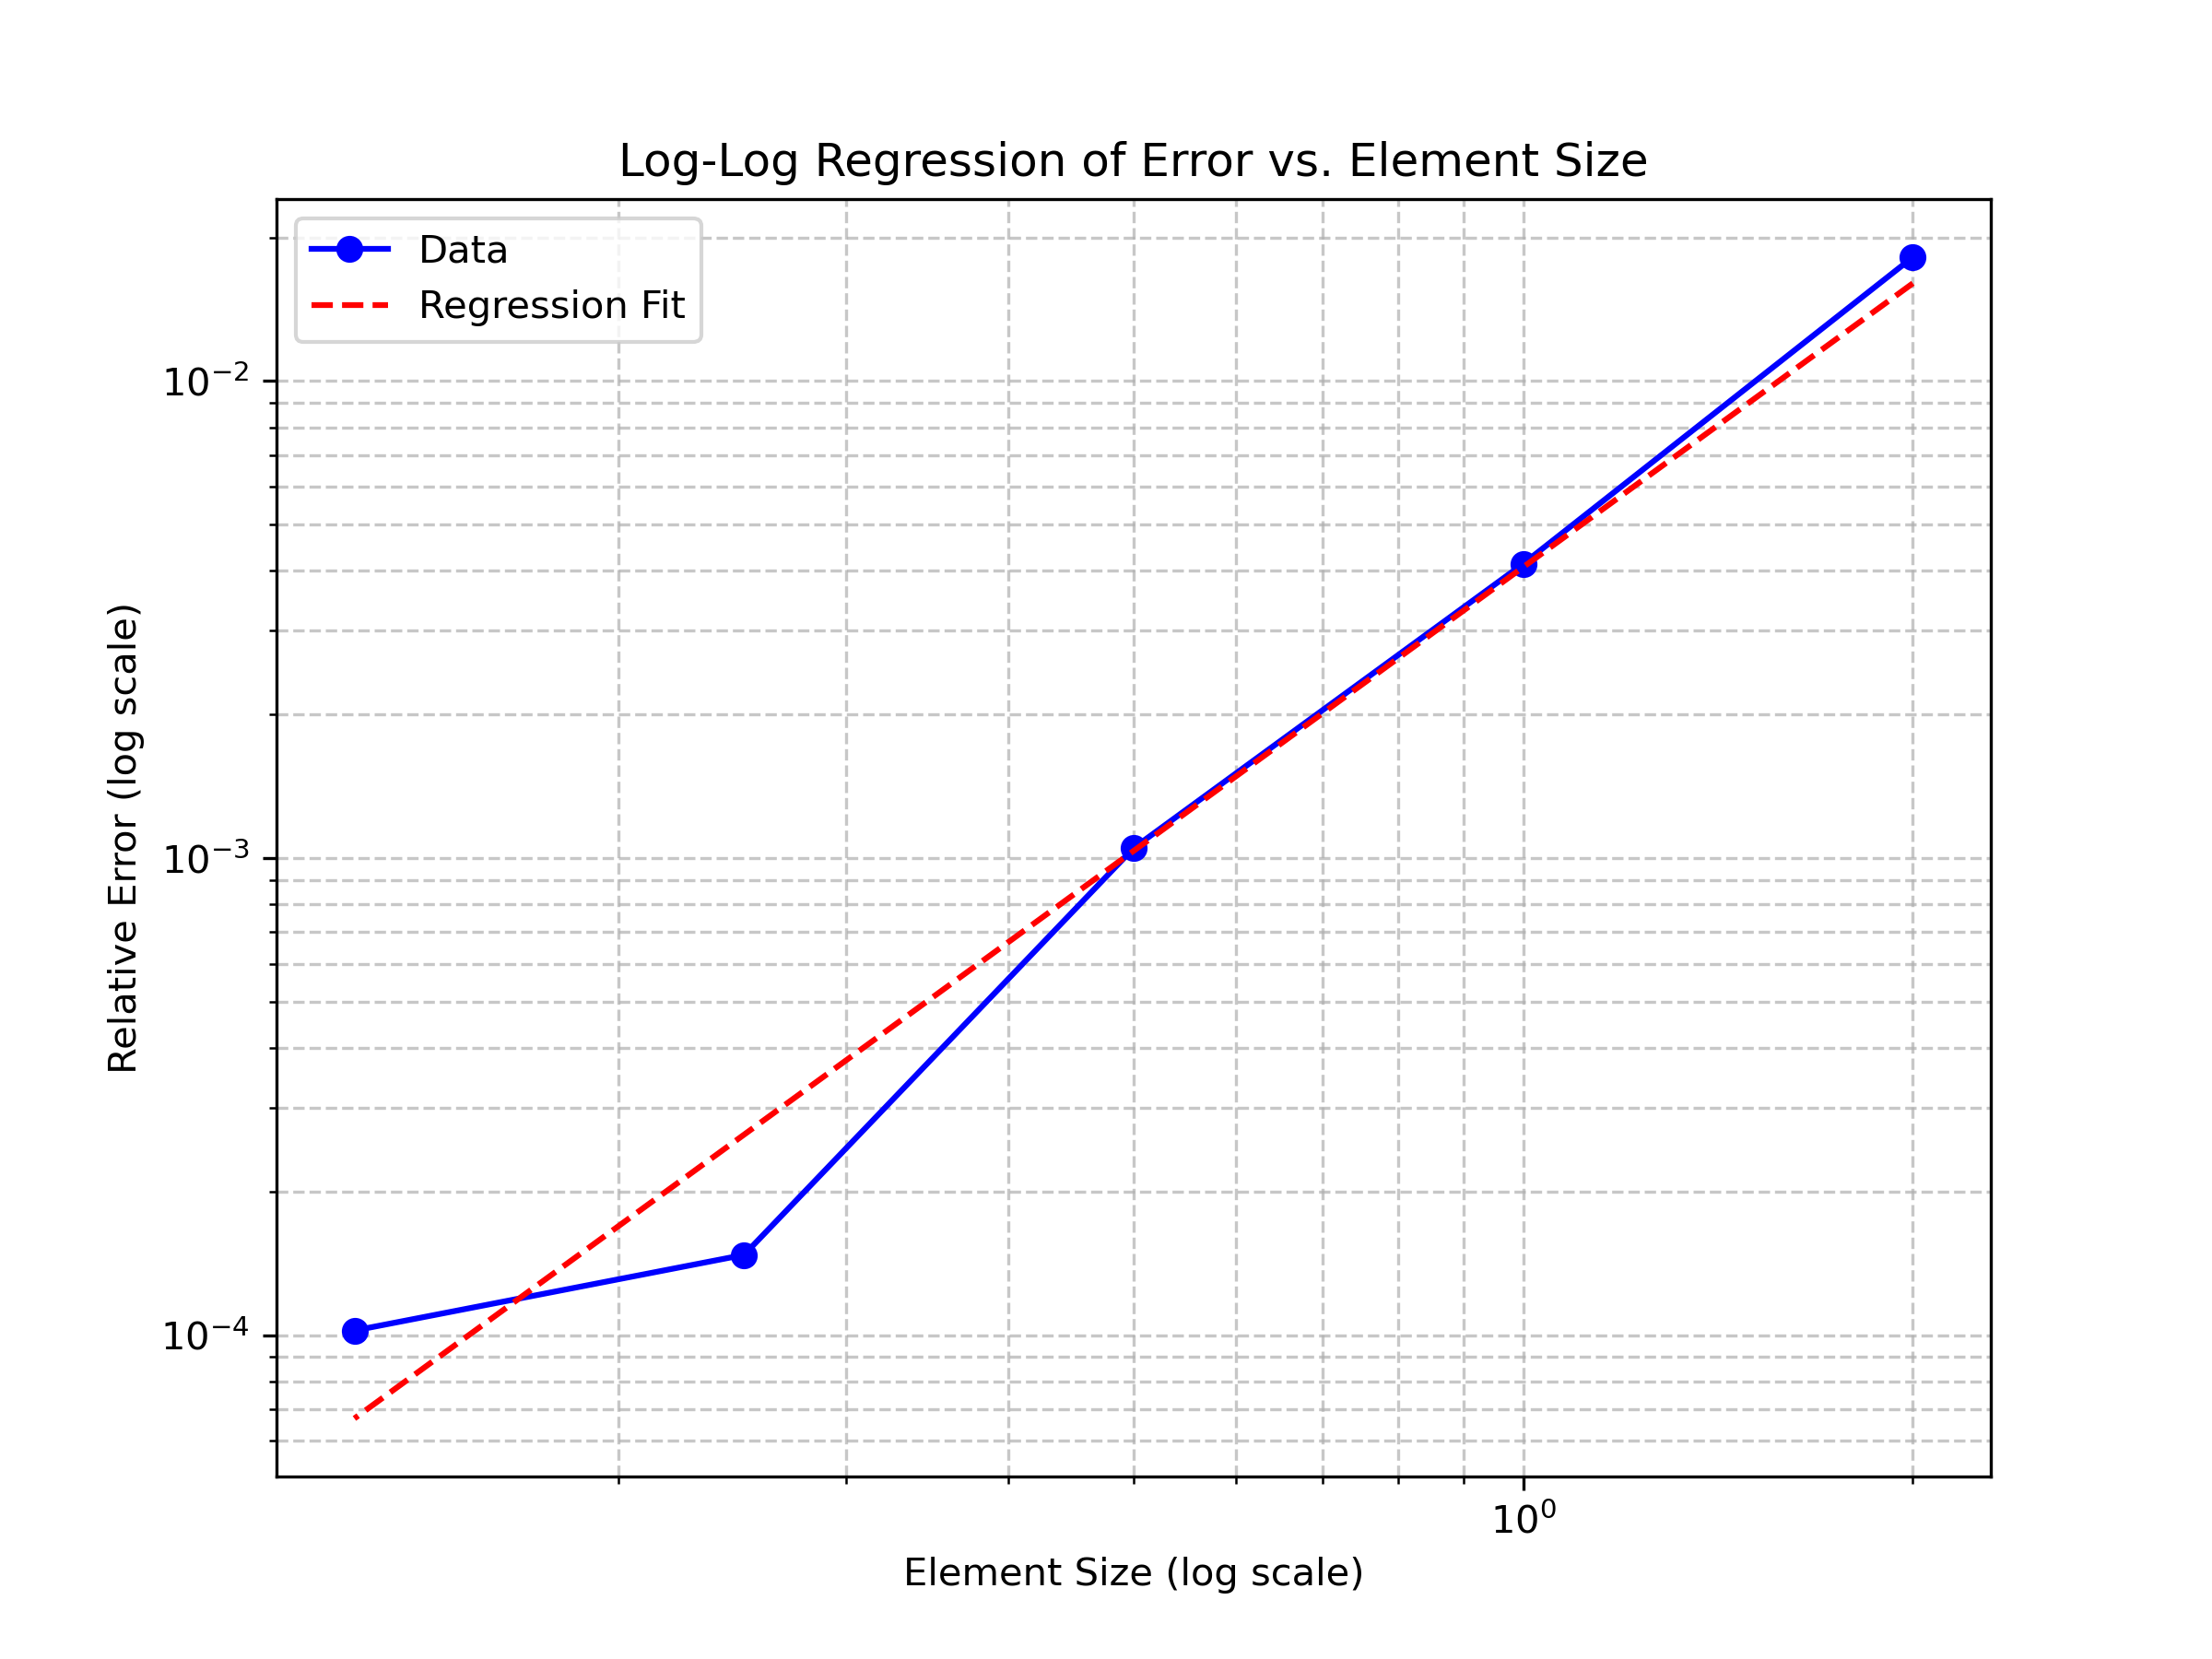 Log-Log Regression of Error vs. Element Size
Data
Regression Fit
10⁻²
10⁻³
10⁻⁴
Relative Error (log scale)
10⁰
Element Size (log scale)